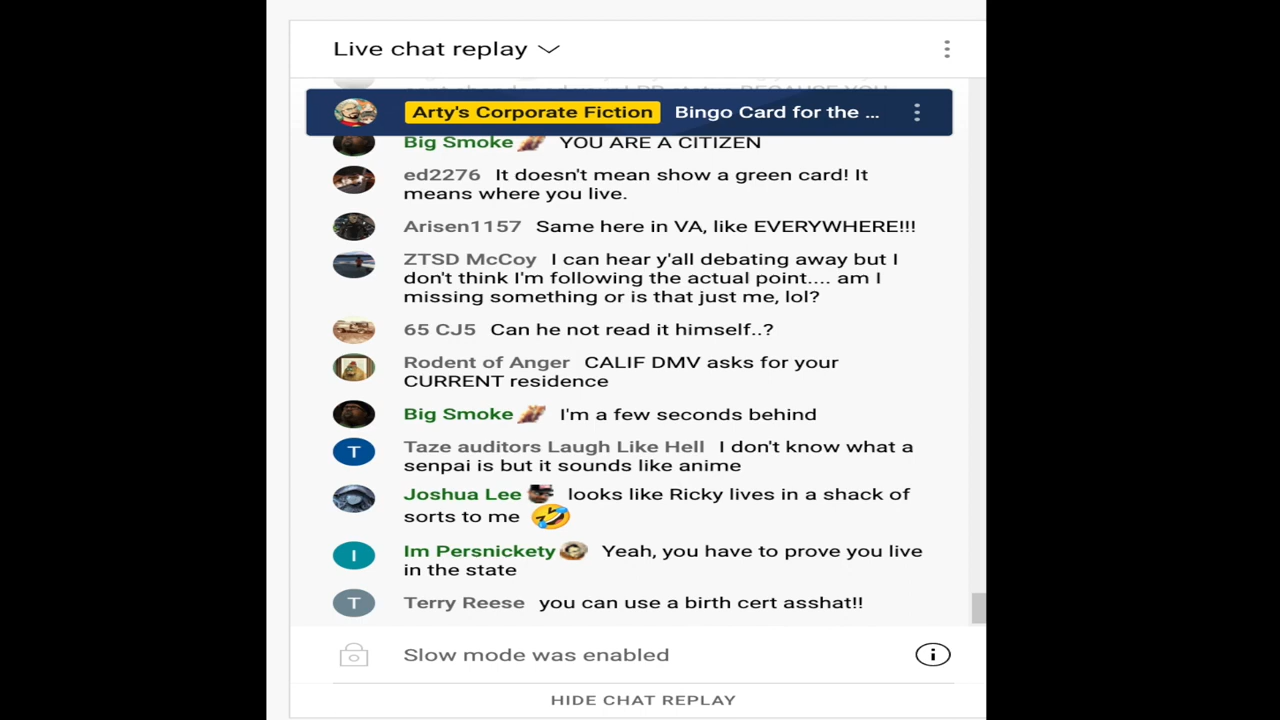 Live chat replay
Arty's Corporate Fiction Bingo Card for the ...
Big Smoke YOU ARE A CITIZEN
ed2276 It doesn't mean show a green card! It
means where you live.
Arisen1157 Same here in VA, like EVERYWHERE!!!
ZTSD McCoy I can hear y'all debating away but I
don't think I'm following the actual point.... am I
missing something or is that just me, lol?
65 CJ5 Can he not read it himself..?
Rodent of Anger CALIF DMV asks for your
CURRENT residence
Big Smoke I'm a few seconds behind
T Taze auditors Laugh Like Hell I don't know what a
senpai is but it sounds like anime
Joshua Lee looks like Ricky lives in a shack of
sorts to me
I Im Persnickety Yeah, you have to prove you live
in the state
T Terry Reese you can use a birth cert asshat!!
Slow mode was enabled
HIDE CHAT REPLAY